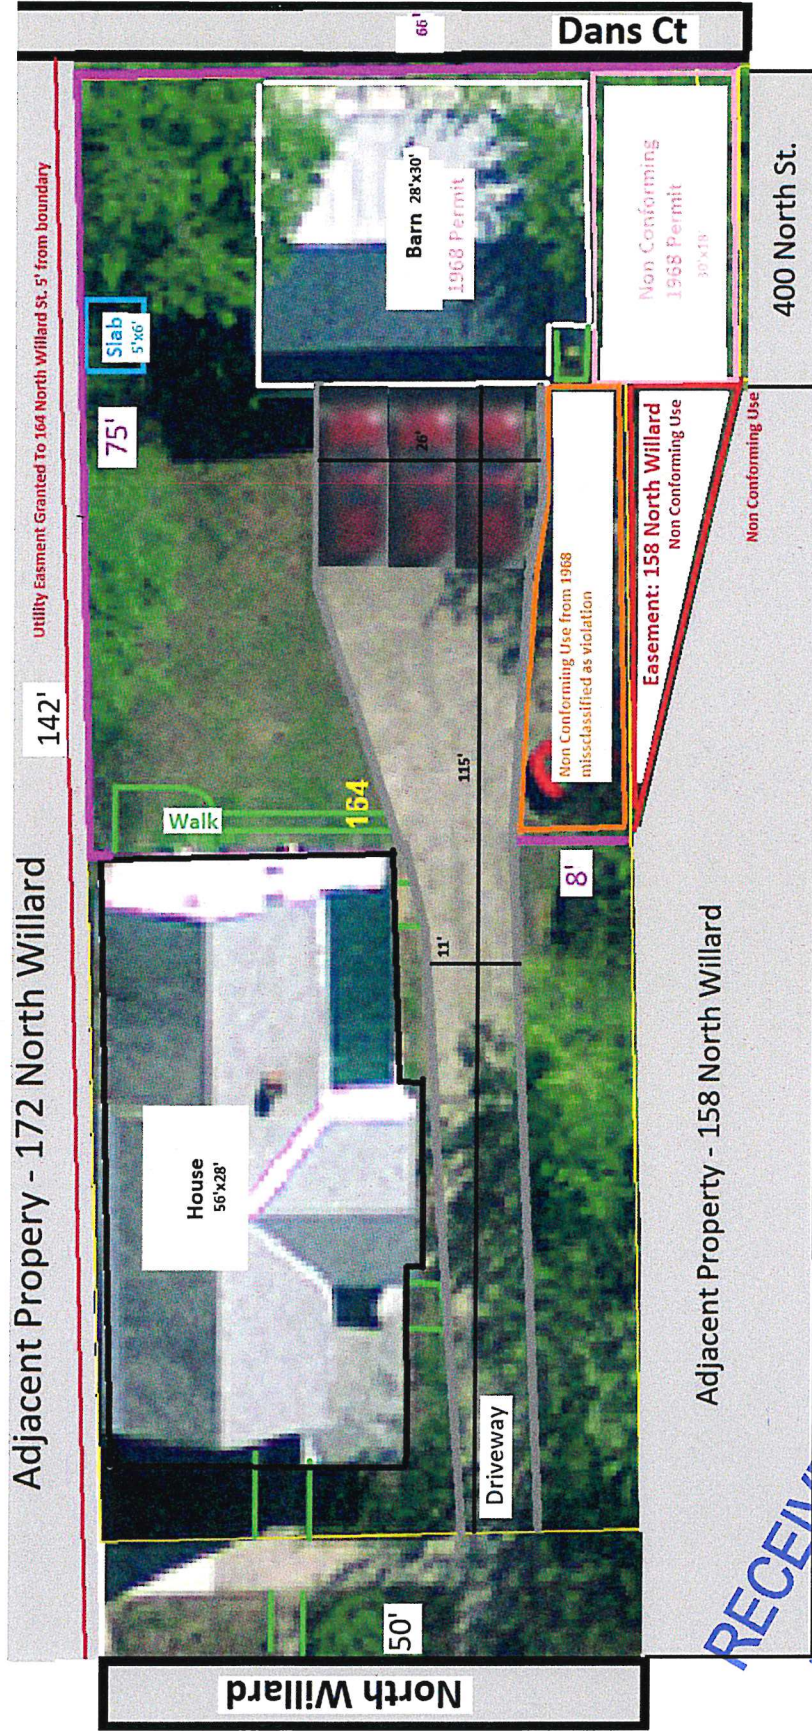 Adjacent Propery - 172 North Willard
142'
Utility Easment Granted To 164 North Willard St. 5' from boundary
66'
Dans Ct
75'
Slab
5'x6'
Barn 28'x30'
1968 Permit
Non Conforming
1968 Permit
30'x18'
400 North St.
Walk
164
26'
115'
11'
8'
Non Conforming Use from 1968
missclassified as violation
Easement: 158 North Willard
Non Conforming Use
Non Conforming Use
House
56'x28'
Driveway
50'
North Willard
Adjacent Property - 158 North Willard